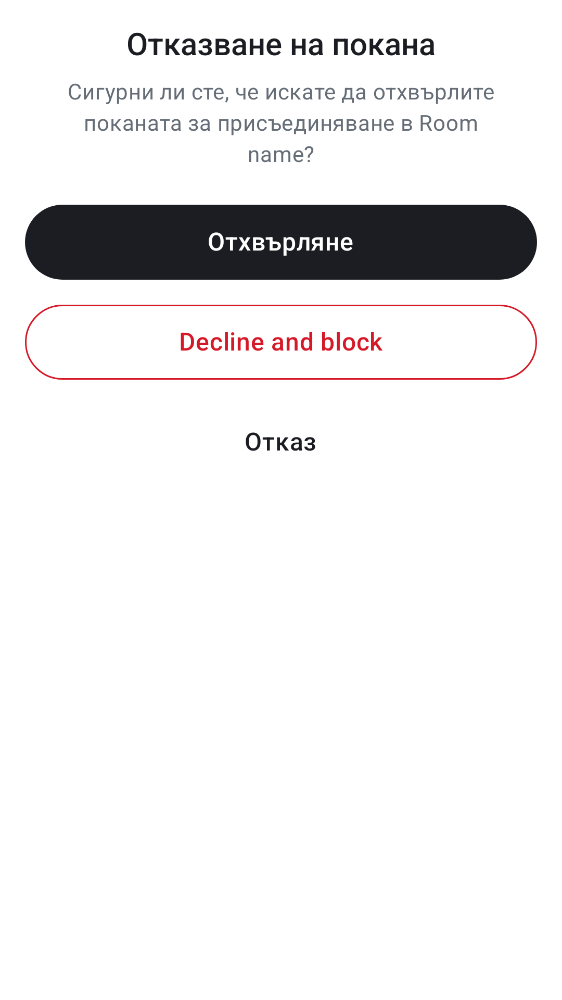 Отказване на покана
Сигурни ли сте, че искате да отхвърлите
поканата за присъединяване в Room
name?
Отхвърляне
Decline and block
Отказ